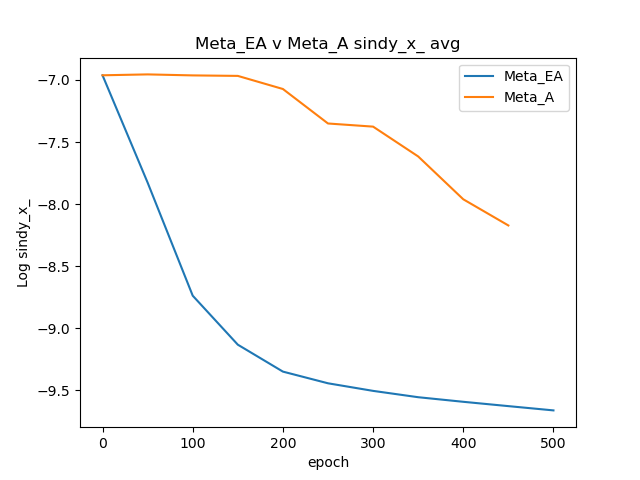 Meta_EA v Meta_A sindy_x_ avg
Meta_EA
Meta_A
Log sindy_x_
−7.0
−7.5
−8.0
−8.5
−9.0
−9.5
0 100 200 300 400 500
epoch